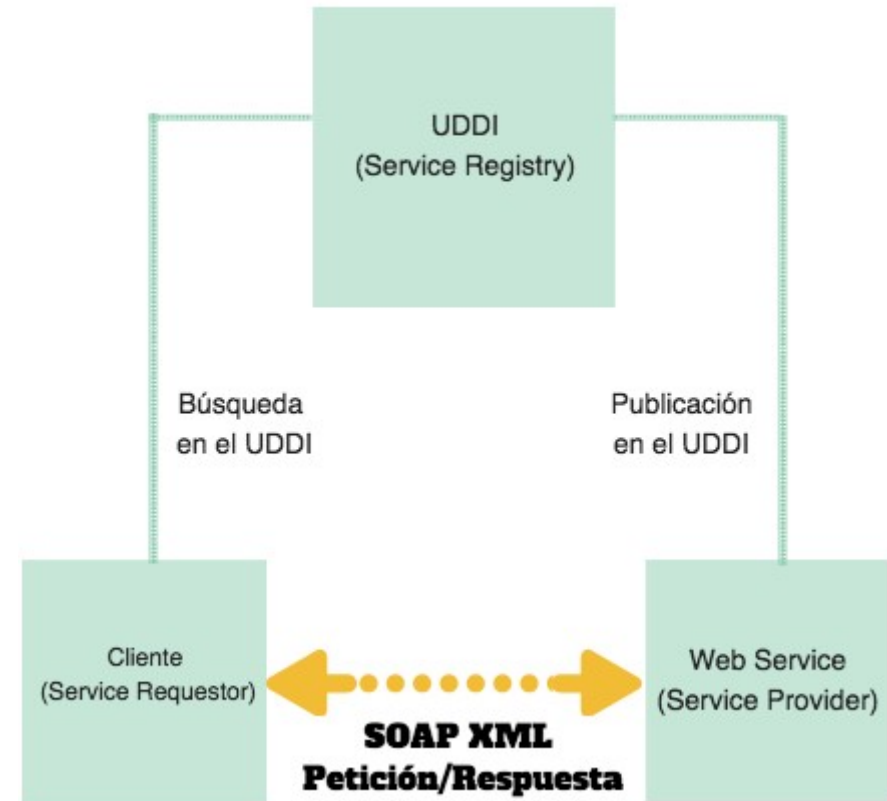 UDDI
(Service Registry)
Búsqueda
en el UDDI
Publicación
en el UDDI
Cliente
(Service Requestor)
SOAP XML
Petición/Respuesta
Web Service
(Service Provider)